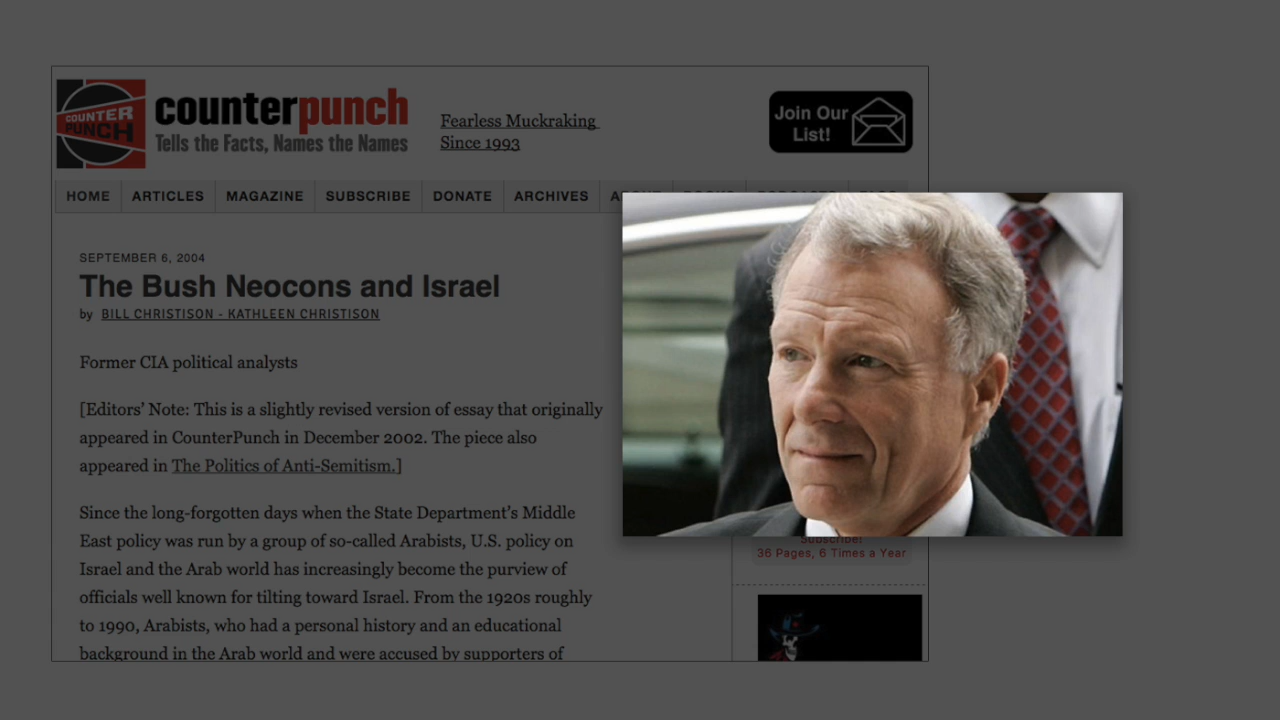 COUNTER
PUNCH
counterpunch
Tells the Facts, Names the Names
Fearless Muckraking
Since 1993
Join Our
List!
HOME ARTICLES MAGAZINE SUBSCRIBE DONATE ARCHIVES
SEPTEMBER 6, 2004
The Bush Neocons and Israel
by BILL CHRISTISON - KATHLEEN CHRISTISON
Former CIA political analysts
[Editors’ Note: This is a slightly revised version of essay that originally
appeared in CounterPunch in December 2002. The piece also
appeared in The Politics of Anti-Semitism.]
Since the long-forgotten days when the State Department’s Middle
East policy was run by a group of so-called Arabists, U.S. policy on
Israel and the Arab world has increasingly become the purview of
officials well known for tilting toward Israel. From the 1920s roughly
to 1990, Arabists, who had a personal history and an educational
background in the Arab world and were accused by supporters of
Subscribe!
36 Pages, 6 Times a Year